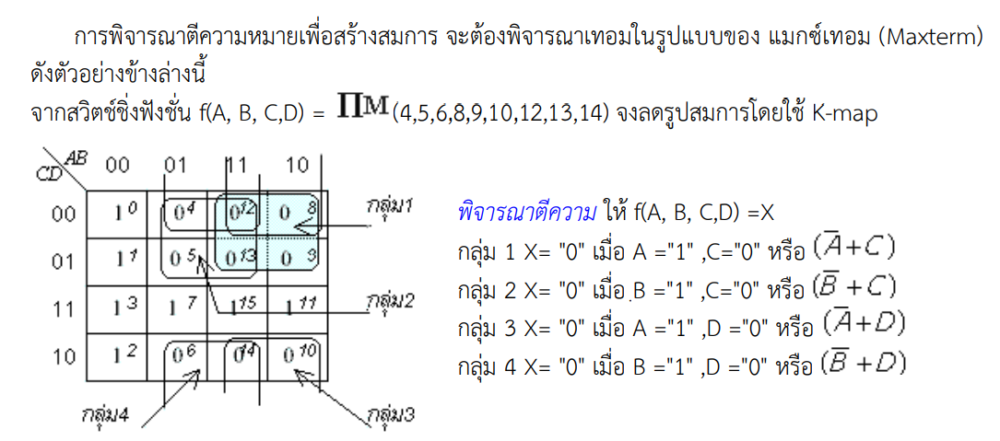 การพิจารณาตีความหมายเพื่อสร้างสมการ จะต้องพิจารณาเทอมในรูปแบบของ แมกซ์เทอม (Maxterm)
ดังตัวอย่างข้างล่างนี้
จากสวิตช์ชิ่งฟังชั่น f(A, B, C,D) = ΠM(4,5,6,8,9,10,12,13,14) จงลดรูปสมการโดยใช้ K-map
AB 00 01 11 10
CD
00 1 0 0 4 0 12 0 8 กลุ่ม1
01 1 1 0 5 0 13 0 9
11 1 3 1 7 1 15 1 11 กลุ่ม2
10 1 2 0 6 0 14 0 10
กลุ่ม4 กลุ่ม3
พิจารณาตีความ ให้ f(A, B, C,D) =X
กลุ่ม 1 X= "0" เมื่อ A ="1" ,C="0" หรือ (A̅+C)
กลุ่ม 2 X= "0" เมื่อ B ="1" ,C="0" หรือ (B̅ +C)
กลุ่ม 3 X= "0" เมื่อ A ="1" ,D ="0" หรือ (A̅+D)
กลุ่ม 4 X= "0" เมื่อ B ="1" ,D ="0" หรือ (B̅ +D)